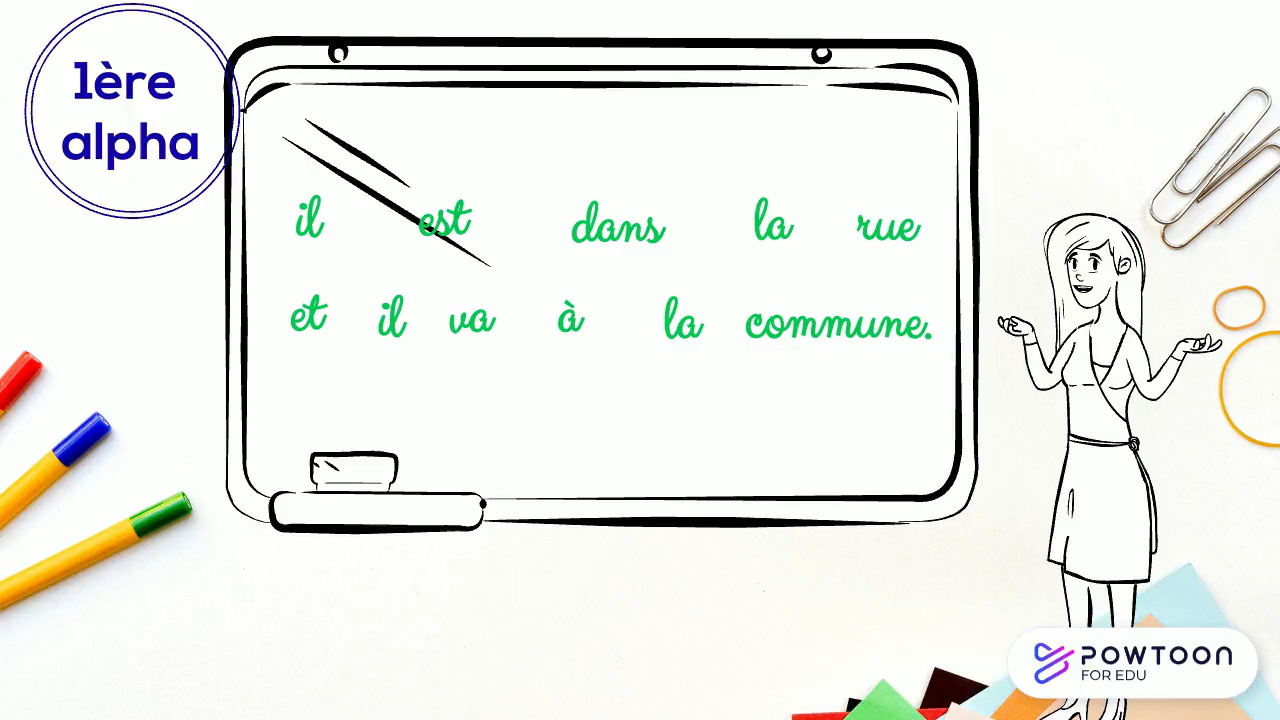 1ère
alpha
il est dans la rue
et il va à la commune.
POWTOON
FOR EDU